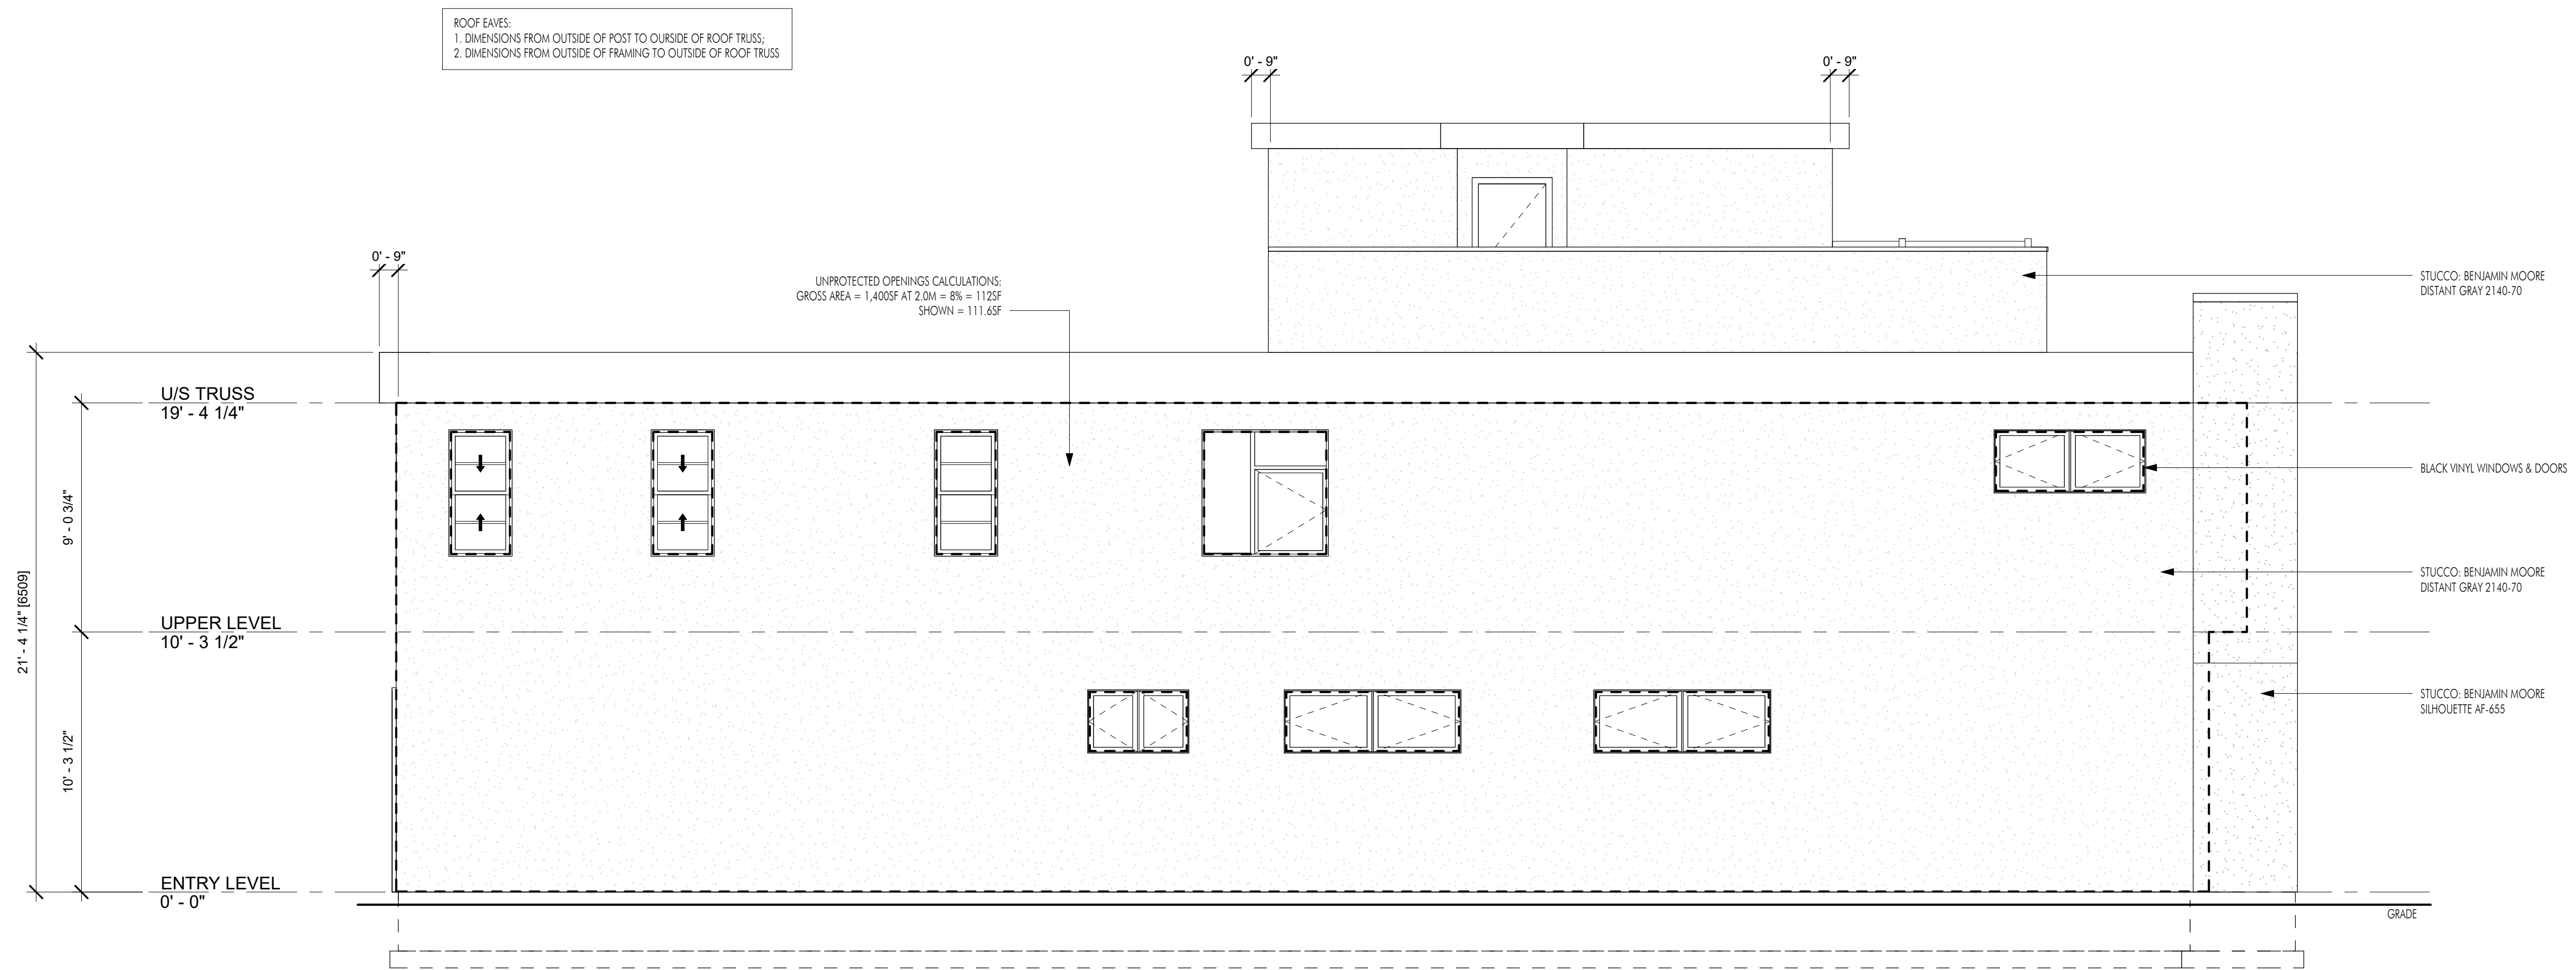 ROOF EAVES:
1. DIMENSIONS FROM OUTSIDE OF POST TO OURSIDE OF ROOF TRUSS;
2. DIMENSIONS FROM OUTSIDE OF FRAMING TO OUTSIDE OF ROOF TRUSS
0' - 9"
0' - 9"
0' - 9"
UNPROTECTED OPENINGS CALCULATIONS:
GROSS AREA = 1,400SF AT 2.0M = 8% = 112SF
SHOWN = 111.6SF
STUCCO: BENJAMIN MOORE
DISTANT GRAY 2140-70
U/S TRUSS
19' - 4 1/4"
BLACK VINYL WINDOWS & DOORS
9' - 0 3/4"
STUCCO: BENJAMIN MOORE
DISTANT GRAY 2140-70
21' - 4 1/4" [6509]
UPPER LEVEL
10' - 3 1/2"
STUCCO: BENJAMIN MOORE
SILHOUETTE AF-655
10' - 3 1/2"
ENTRY LEVEL
0' - 0"
GRADE